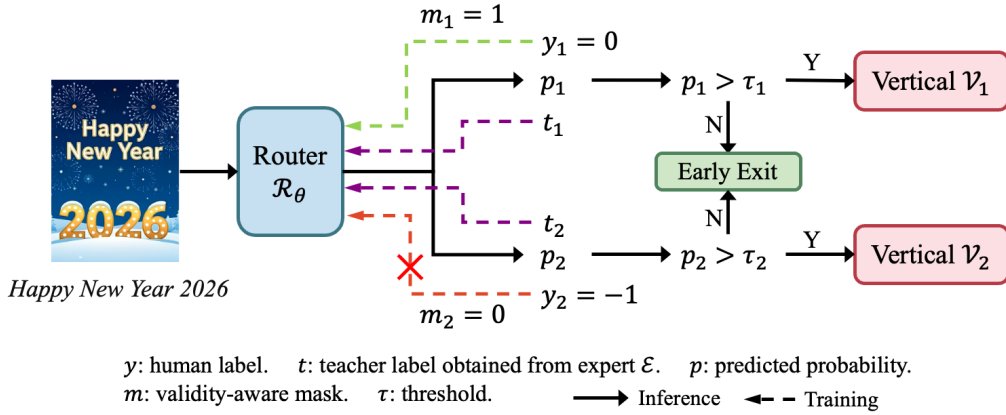 m₁ = 1
y₁ = 0
p₁
p₁ > τ₁
Y
Vertical 𝒱₁
Happy
New Year
t₁
N
Router
ℛ_θ
Early Exit
2026
t₂
N
p₂
p₂ > τ₂
Y
Vertical 𝒱₂
Happy New Year 2026
y₂ = −1
m₂ = 0
y: human label. t: teacher label obtained from expert ℰ. p: predicted probability.
m: validity-aware mask. τ: threshold. Inference Training